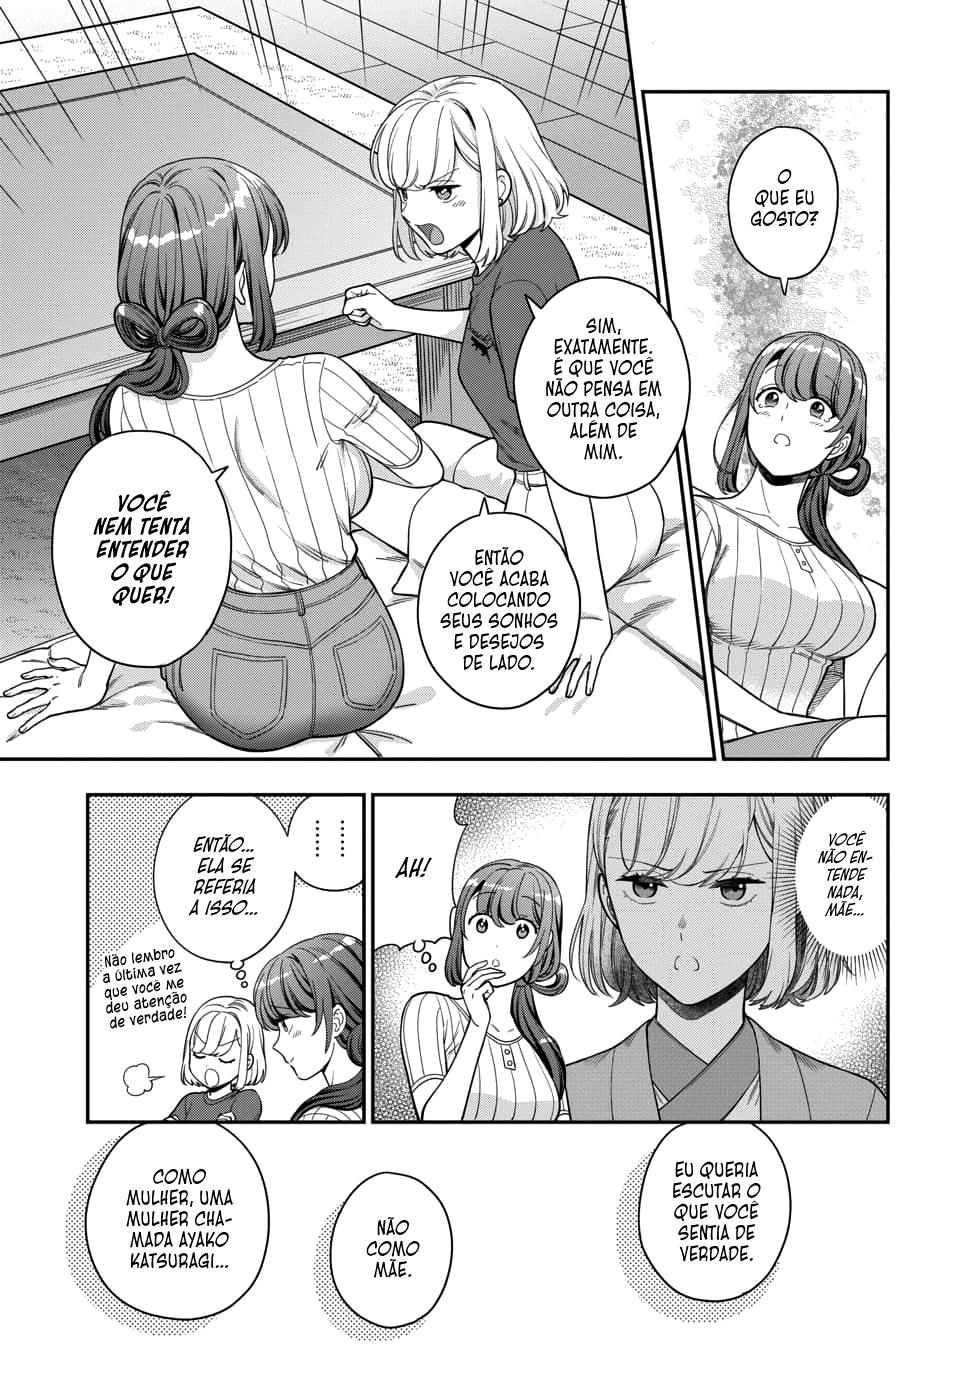 O
QUE EU
GOSTO?
SIM,
EXATAMENTE.
É QUE VOCÊ
NÃO PENSA EM
OUTRA COISA,
ALÉM DE
MIM.
ENTÃO
VOCÊ ACABA
COLOCANDO
SEUS SONHOS
E DESEJOS
DE LADO.
VOCÊ
NEM TENTA
ENTENDER
O QUE
QUER!
VOCÊ
NÃO EN-
TENDE
NADA,
MÃE...
AH!
......
ENTÃO...
ELA SE
REFERIA
A ISSO...
Não lembro
a última vez
que você me
deu atenção
de verdade!
EU QUERIA
ESCUTAR O
QUE VOCÊ
SENTIA DE
VERDADE.
NÃO
COMO
MÃE.
COMO
MULHER, UMA
MULHER CHA-
MADA AYAKO
KATSURAGI...